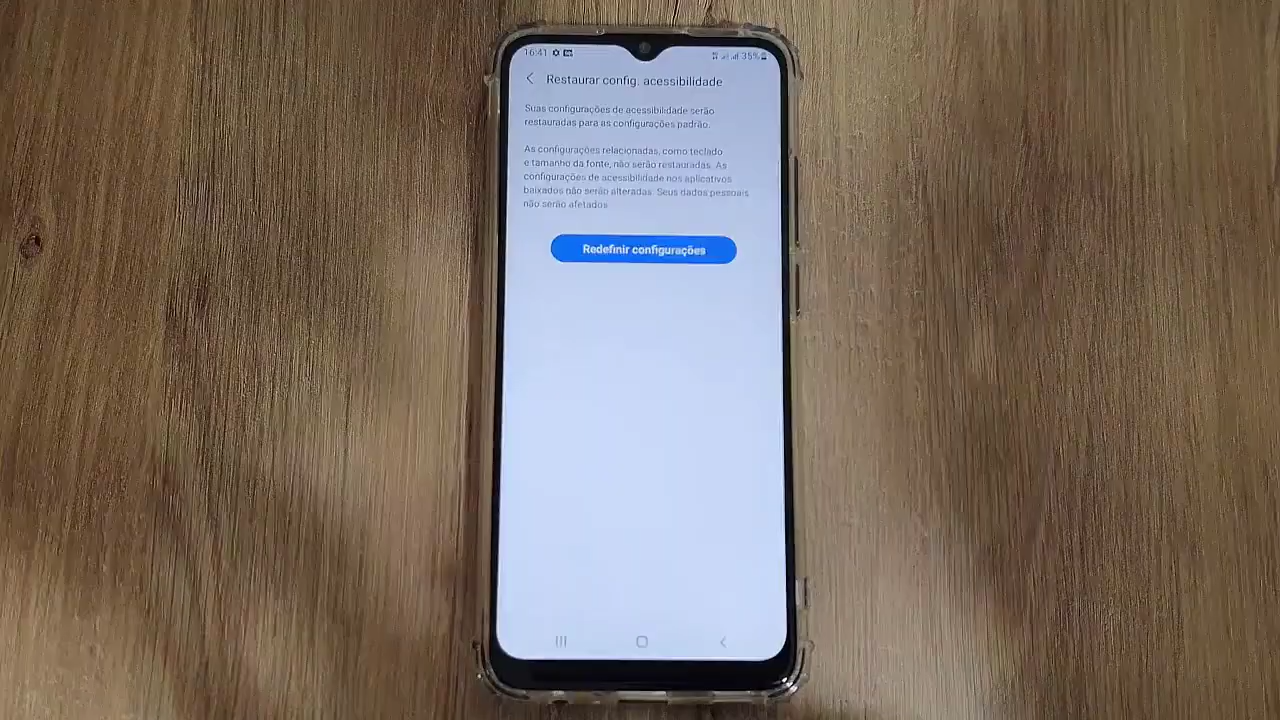 16:41 35%
Restaurar config. acessibilidade
Suas configurações de acessibilidade serão
restauradas para as configurações padrão.
As configurações relacionadas, como teclado
e tamanho da fonte, não serão restauradas. As
configurações de acessibilidade nos aplicativos
baixados não serão alteradas. Seus dados pessoais
não serão afetados.
Redefinir configurações